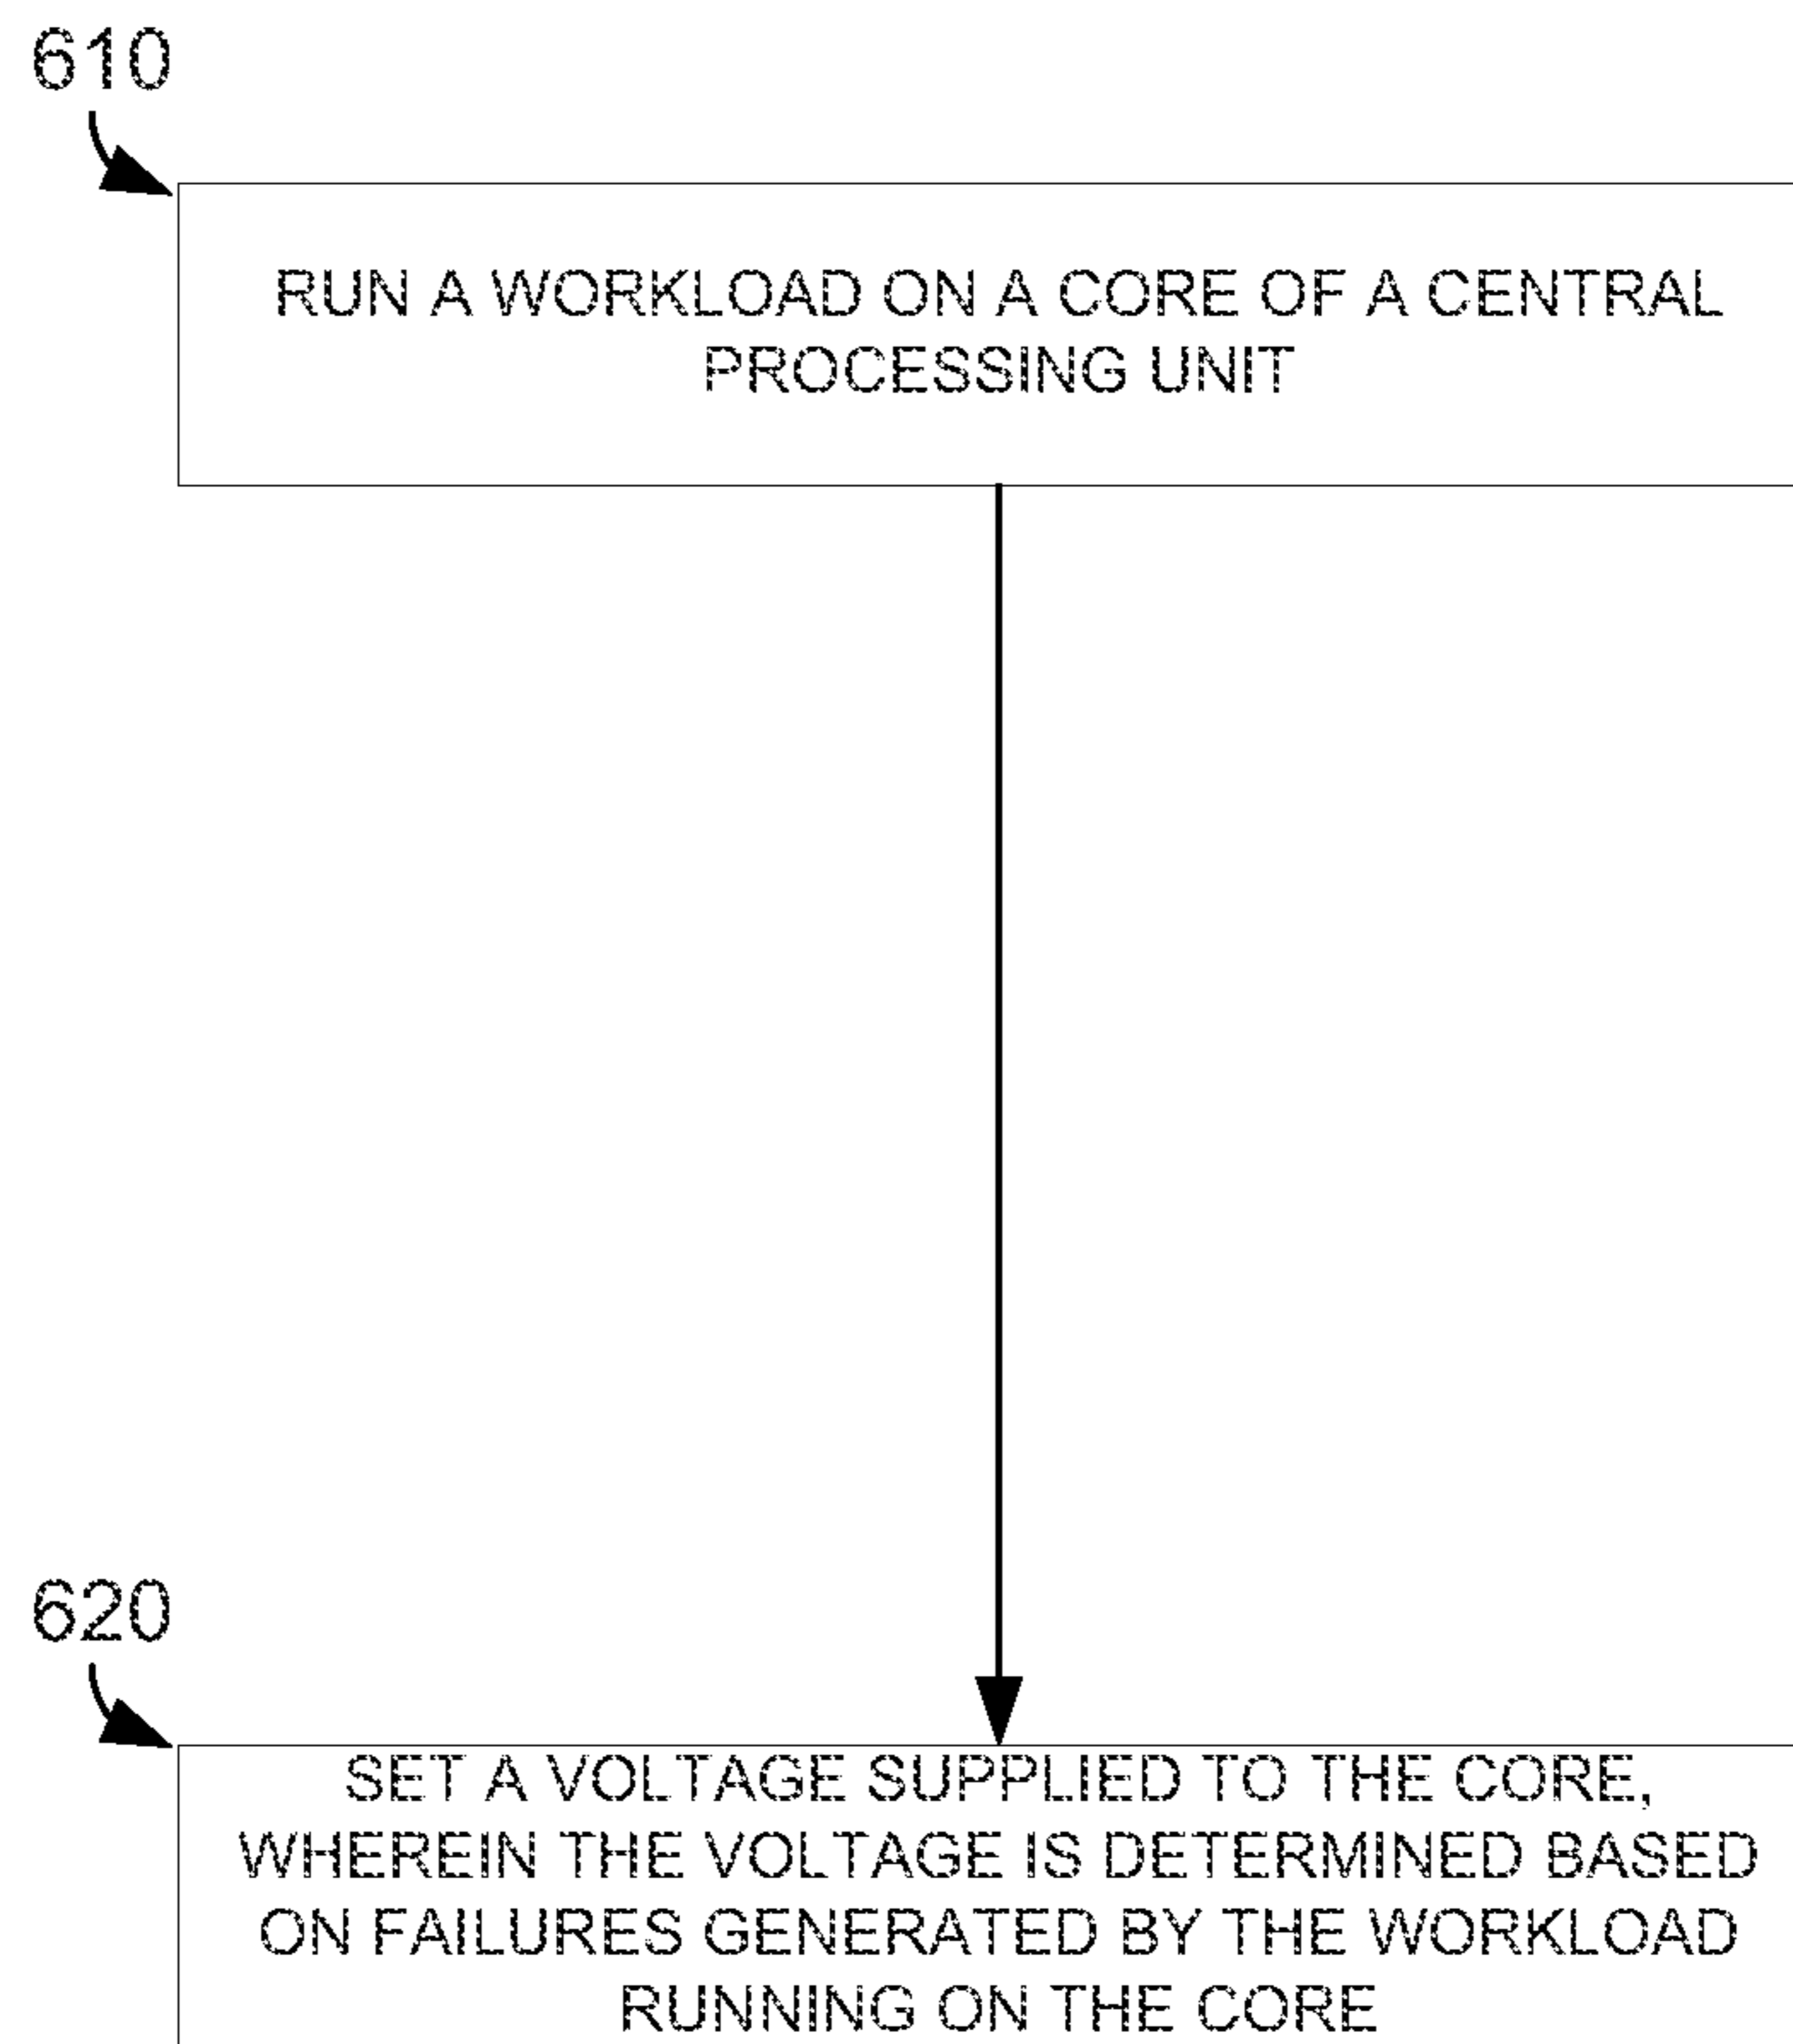 610
RUN A WORKLOAD ON A CORE OF A CENTRAL
PROCESSING UNIT
620
SET A VOLTAGE SUPPLIED TO THE CORE,
WHEREIN THE VOLTAGE IS DETERMINED BASED
ON FAILURES GENERATED BY THE WORKLOAD
RUNNING ON THE CORE